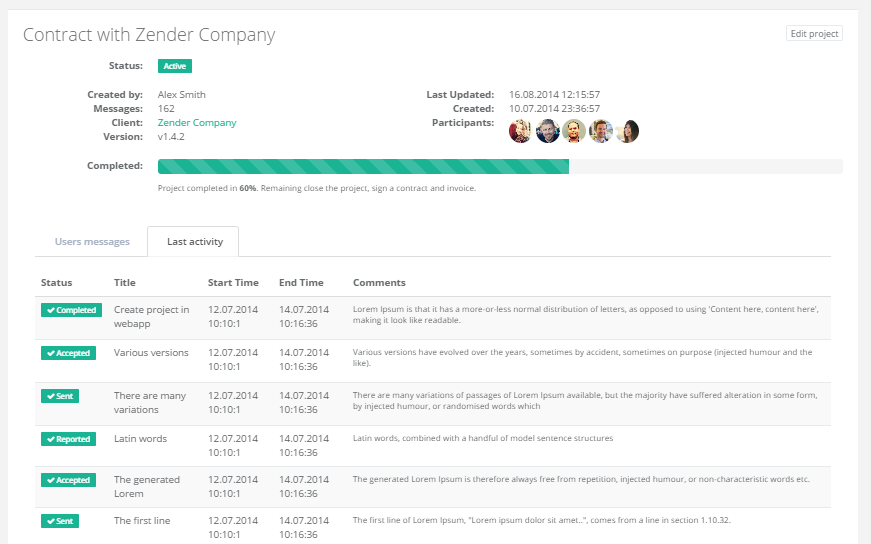 Contract with Zender Company
Edit project
Status: Active
Created by: Alex Smith
Messages: 162
Client: Zender Company
Version: v1.4.2
Last Updated: 16.08.2014 12:15:57
Created: 10.07.2014 23:36:57
Participants:
Completed:
Project completed in 60%. Remaining close the project, sign a contract and invoice.
Users messages Last activity
Status Title Start Time End Time Comments
Completed
Create project in
webapp
12.07.2014
10:10:1
14.07.2014
10:16:36
Lorem Ipsum is that it has a more-or-less normal distribution of letters, as opposed to using 'Content here, content here',
making it look like readable.
Accepted
Various versions
12.07.2014
10:10:1
14.07.2014
10:16:36
Various versions have evolved over the years, sometimes by accident, sometimes on purpose (injected humour and the
like).
Sent
There are many
variations
12.07.2014
10:10:1
14.07.2014
10:16:36
There are many variations of passages of Lorem Ipsum available, but the majority have suffered alteration in some form,
by injected humour, or randomised words which
Reported
Latin words
12.07.2014
10:10:1
14.07.2014
10:16:36
Latin words, combined with a handful of model sentence structures
Accepted
The generated
Lorem
12.07.2014
10:10:1
14.07.2014
10:16:36
The generated Lorem Ipsum is therefore always free from repetition, injected humour, or non-characteristic words etc.
Sent
The first line
12.07.2014
10:10:1
14.07.2014
10:16:36
The first line of Lorem Ipsum, "Lorem ipsum dolor sit amet..", comes from a line in section 1.10.32.